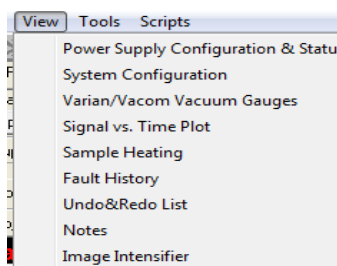 View Tools Scripts
Power Supply Configuration & Statu
System Configuration
Varian/Vacom Vacuum Gauges
Signal vs. Time Plot
Sample Heating
Fault History
Undo&Redo List
Notes
Image Intensifier